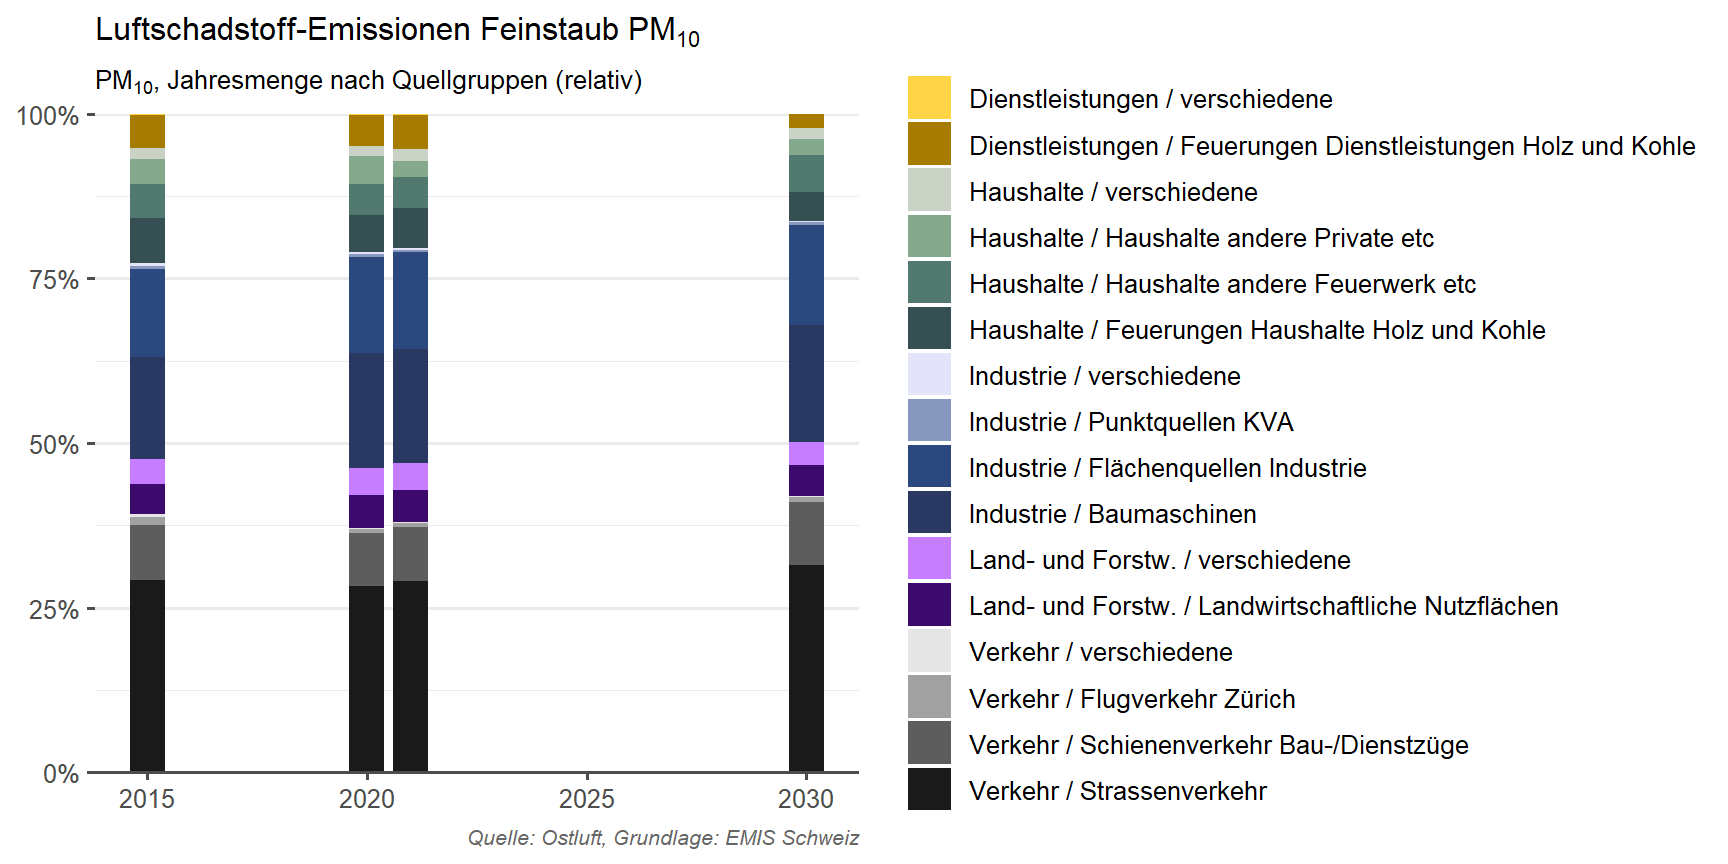 Luftschadstoff-Emissionen Feinstaub PM₁₀
PM₁₀, Jahresmenge nach Quellgruppen (relativ)
100%
75%
50%
25%
0%
2015 2020 2025 2030
Quelle: Ostluft, Grundlage: EMIS Schweiz
Dienstleistungen / verschiedene
Dienstleistungen / Feuerungen Dienstleistungen Holz und Kohle
Haushalte / verschiedene
Haushalte / Haushalte andere Private etc
Haushalte / Haushalte andere Feuerwerk etc
Haushalte / Feuerungen Haushalte Holz und Kohle
Industrie / verschiedene
Industrie / Punktquellen KVA
Industrie / Flächenquellen Industrie
Industrie / Baumaschinen
Land- und Forstw. / verschiedene
Land- und Forstw. / Landwirtschaftliche Nutzflächen
Verkehr / verschiedene
Verkehr / Flugverkehr Zürich
Verkehr / Schienenverkehr Bau-/Dienstzüge
Verkehr / Strassenverkehr